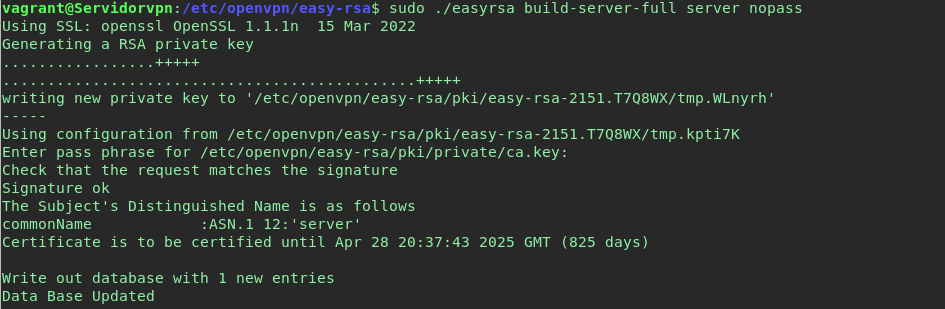 vagrant@Servidorvpn:/etc/openvpn/easy-rsa$ sudo ./easyrsa build-server-full server nopass
Using SSL: openssl OpenSSL 1.1.1n  15 Mar 2022
Generating a RSA private key
.................+++++
..............................................+++++
writing new private key to '/etc/openvpn/easy-rsa/pki/easy-rsa-2151.T7Q8WX/tmp.WLnyrh'
-----
Using configuration from /etc/openvpn/easy-rsa/pki/easy-rsa-2151.T7Q8WX/tmp.kpti7K
Enter pass phrase for /etc/openvpn/easy-rsa/pki/private/ca.key:
Check that the request matches the signature
Signature ok
The Subject's Distinguished Name is as follows
commonName            :ASN.1 12:'server'
Certificate is to be certified until Apr 28 20:37:43 2025 GMT (825 days)

Write out database with 1 new entries
Data Base Updated